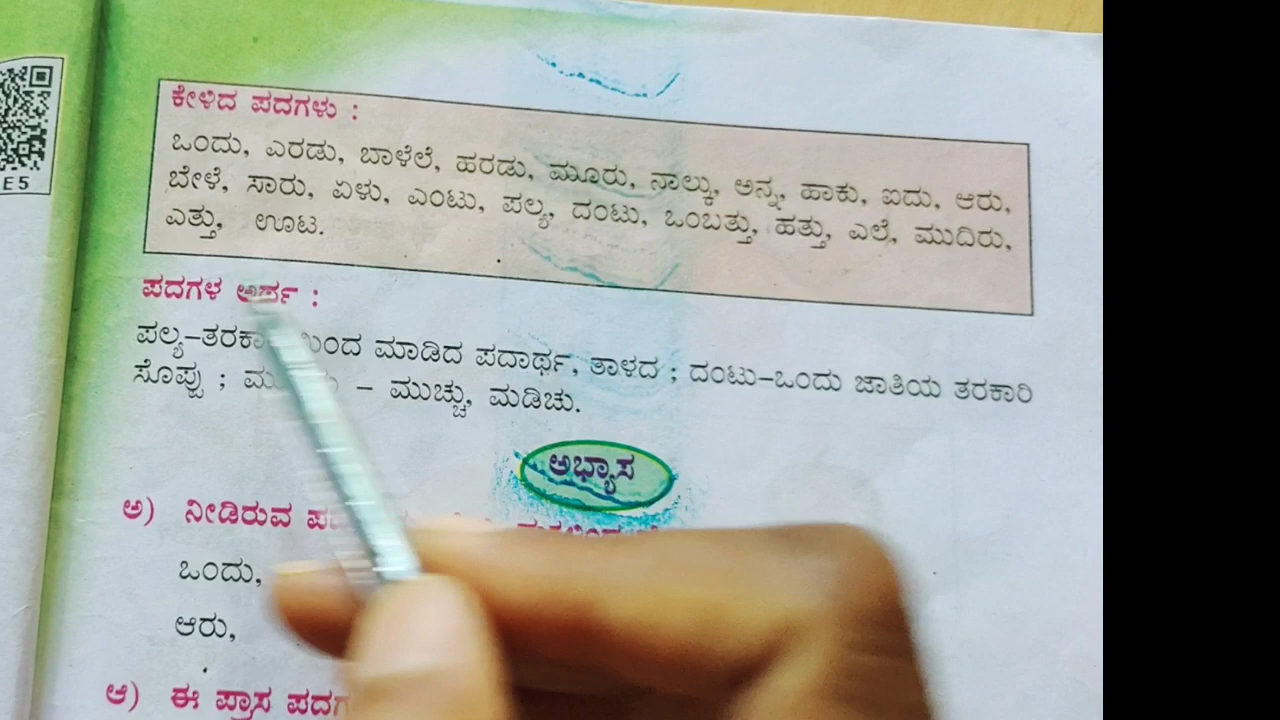 E5
ಕೇಳಿದ ಪದಗಳು :
ಒಂದು, ಎರಡು, ಬಾಳೆಲೆ, ಹರಡು, ಮೂರು, ನಾಲ್ಕು, ಅನ್ನ, ಹಾಕು, ಐದು, ಆರು,
ಬೇಳೆ, ಸಾರು, ಏಳು, ಎಂಟು, ಪಲ್ಯ, ದಂಟು, ಒಂಬತ್ತು, ಹತ್ತು, ಎಲೆ, ಮುದಿರು,
ಎತ್ತು, ಊಟ.
ಪದಗಳ ಅರ್ಥ :
ಪಲ್ಯ-ತರಕಾ ಮಾಡಿದ ಪದಾರ್ಥ, ತಾಳದ ; ದಂಟು-ಒಂದು ಜಾತಿಯ ತರಕಾರಿ
ಸೊಪ್ಪು ; – ಮುಚ್ಚು, ಮಡಿಚು.
ಅಭ್ಯಾಸ
ಅ) ನೀಡಿರುವ
ಒಂದು,
ಆರು,
ಆ) ಈ ಪ್ರಾಸ